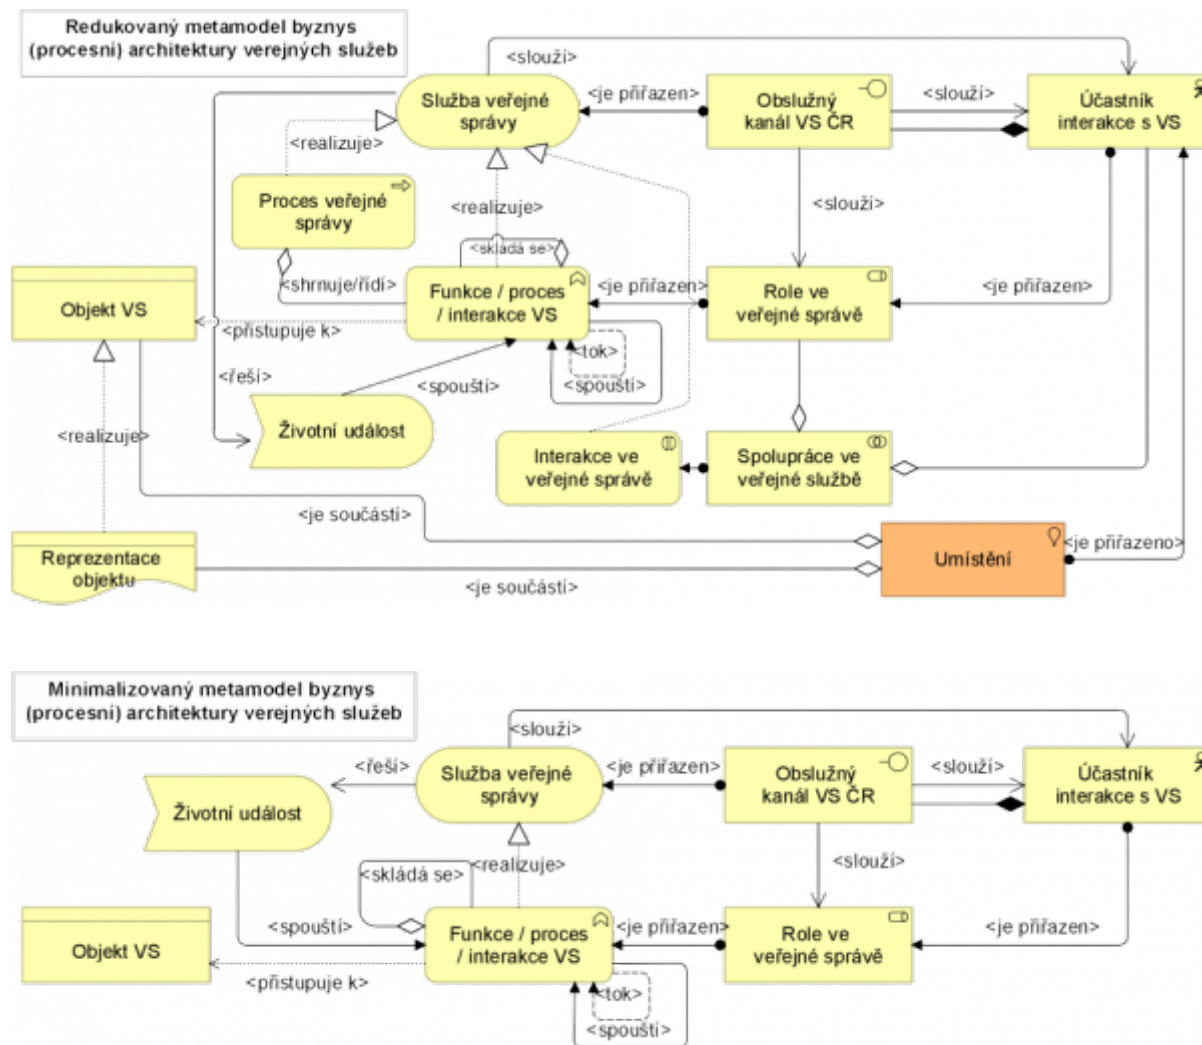 Redukovaný metamodel byznys
(procesní) architektury verejných služeb
<slouží>
Služba veřejné
správy
<je přiřazen>
Obslužný
kanál VS ČR
<slouží>
Účastník
interakce s VS
<realizuje>
Proces veřejné
správy
<realizuje>
<slouží>
<skládá se>
Objekt VS
<shrnuje/řídí>
Funkce / proces
/ interakce VS
<je přiřazen>
Role ve
veřejné správě
<je přiřazen>
<přistupuje k>
<tok>
<řeší>
<spouští>
<spouští>
Životní událost
<realizuje>
Interakce ve
veřejné správě
Spolupráce ve
veřejné službě
<je součástí>
Reprezentace
objektu
Umístění
<je přiřazeno>
<je součástí>
Minimalizovaný metamodel byznys
(procesní) architektury verejných služeb
<slouží>
<řeší>
Služba veřejné
správy
<je přiřazen>
Obslužný
kanál VS ČR
<slouží>
Účastník
interakce s VS
Životní událost
<realizuje>
<slouží>
<skládá se>
<spouští>
Objekt VS
Funkce / proces
/ interakce VS
<je přiřazen>
Role ve
veřejné správě
<je přiřazen>
<přistupuje k>
<tok>
<spouští>